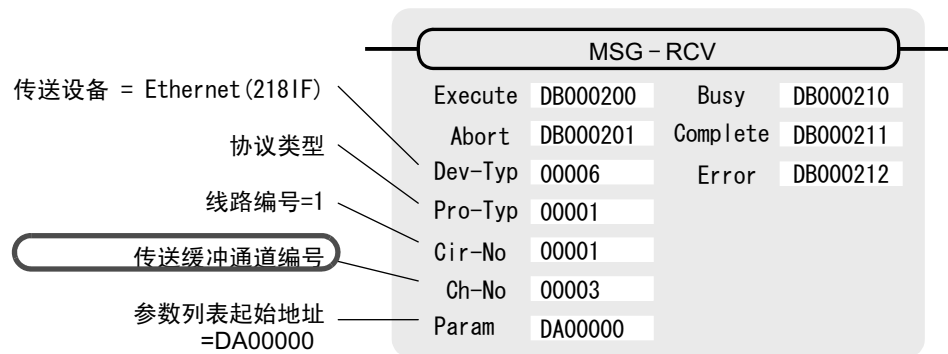 MSG-RCV
传送设备 = Ethernet(218IF)
协议类型
线路编号=1
传送缓冲通道编号
参数列表起始地址
=DA00000
Execute DB000200 Busy DB000210
Abort DB000201 Complete DB000211
Dev-Typ 00006 Error DB000212
Pro-Typ 00001
Cir-No 00001
Ch-No 00003
Param DA00000